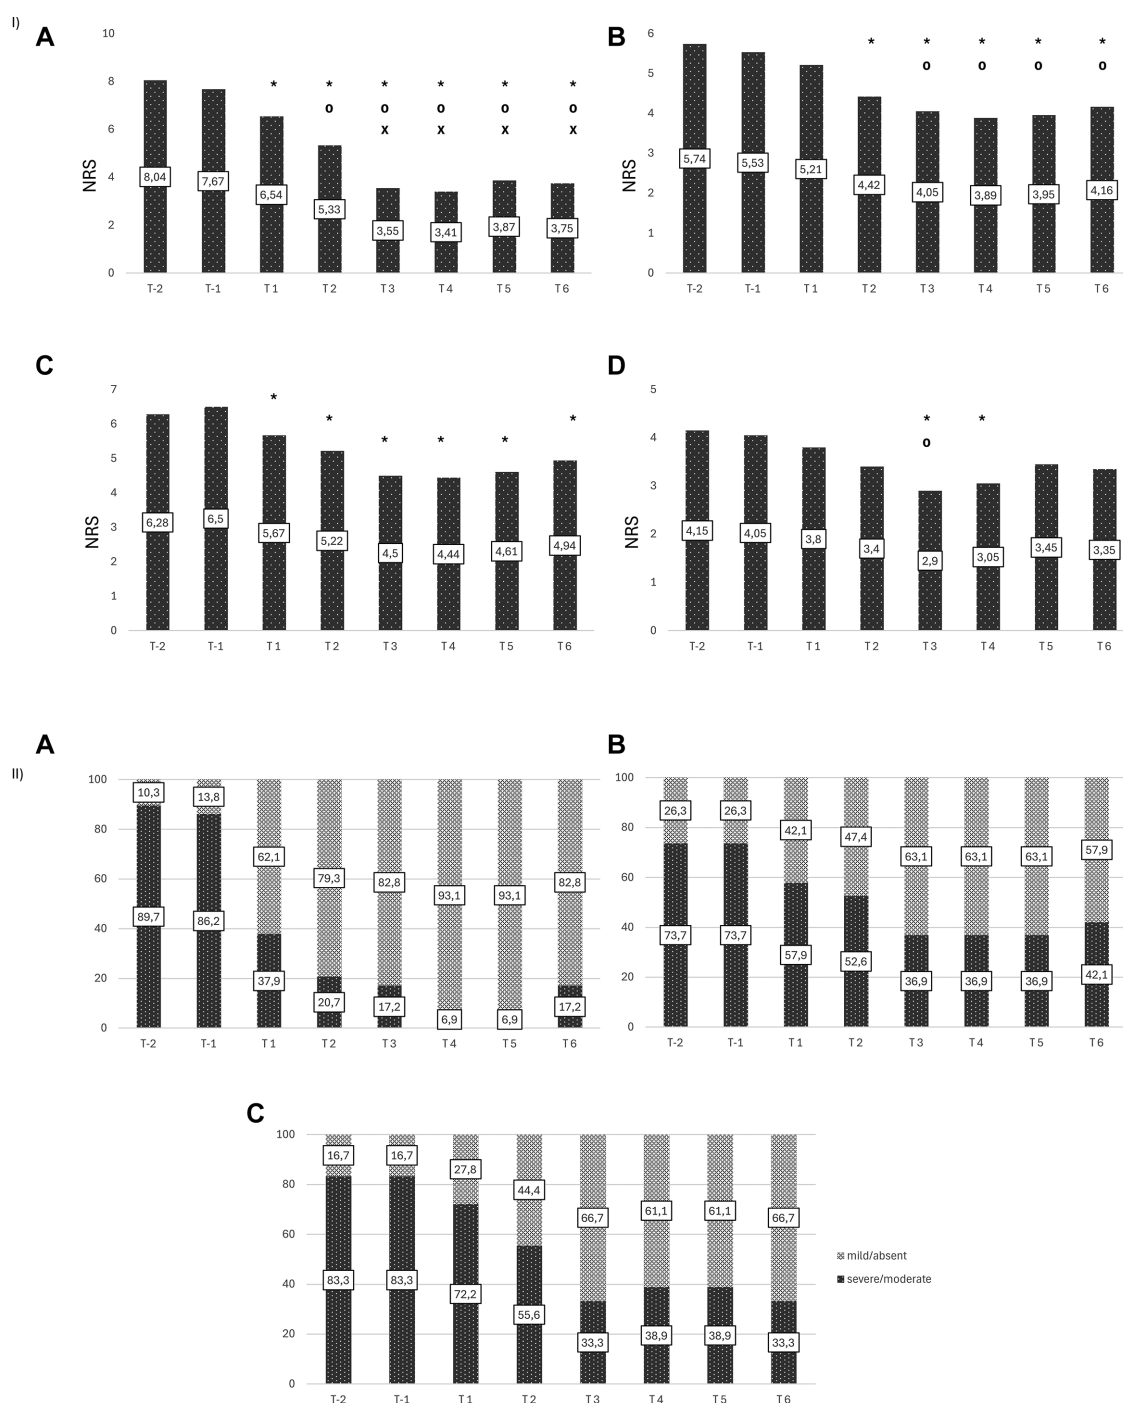 I)
A
B
10
8
6
4
2
0
NRS
8,04
7,67
6,54
5,33
3,55
3,41
3,87
3,75
* * * * * *
o o o o o
x x x x
T-2 T-1 T1 T2 T3 T4 T5 T6
6
5
4
3
2
1
0
NRS
5,74
5,53
5,21
4,42
4,05
3,89
3,95
4,16
* * * * *
o o o o
T-2 T-1 T1 T2 T3 T4 T5 T6
C
D
7
6
5
4
3
2
1
0
NRS
6,28
6,5
5,67
5,22
4,5
4,44
4,61
4,94
* * * * * *
T-2 T-1 T1 T2 T3 T4 T5 T6
5
4
3
2
1
0
NRS
4,15
4,05
3,8
3,4
2,9
3,05
3,45
3,35
* *
o
T-2 T-1 T1 T2 T3 T4 T5 T6
II)
A
B
100
80
60
40
20
0
10,3 13,8 62,1 79,3 82,8 93,1 93,1 82,8
89,7 86,2 37,9 20,7 17,2 6,9 6,9 17,2
T-2 T-1 T1 T2 T3 T4 T5 T6
100
80
60
40
20
0
26,3 26,3 42,1 47,4 63,1 63,1 63,1 57,9
73,7 73,7 57,9 52,6 36,9 36,9 36,9 42,1
T-2 T-1 T1 T2 T3 T4 T5 T6
C
100
80
60
40
20
0
16,7 16,7 27,8 44,4 66,7 61,1 61,1 66,7
83,3 83,3 72,2 55,6 33,3 38,9 38,9 33,3
T-2 T-1 T1 T2 T3 T4 T5 T6
mild/absent
severe/moderate